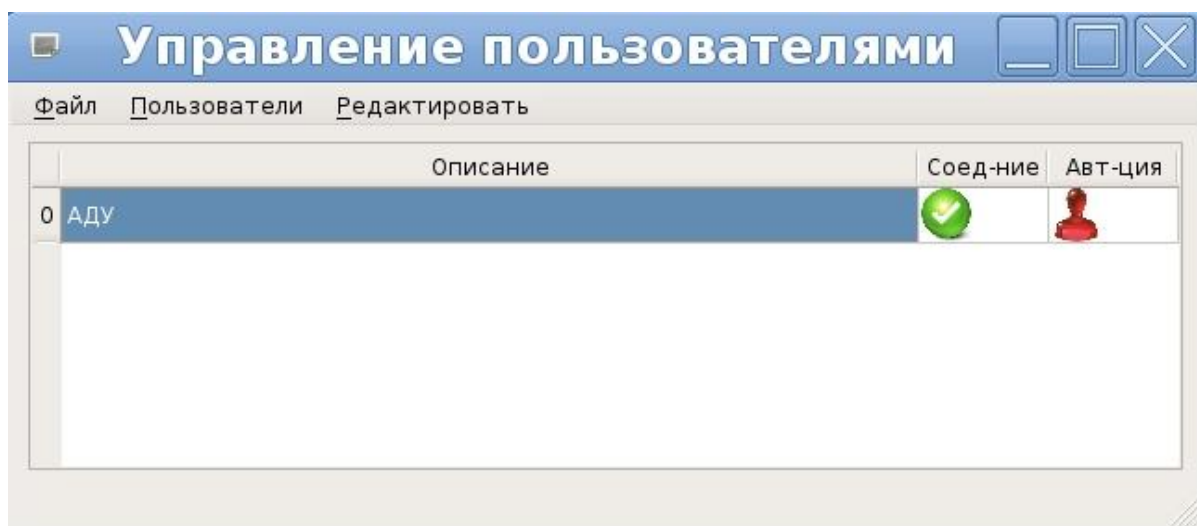 Управление пользователями
Файл Пользователи Редактировать
Описание Соед-ние Авт-ция
0 АДУ